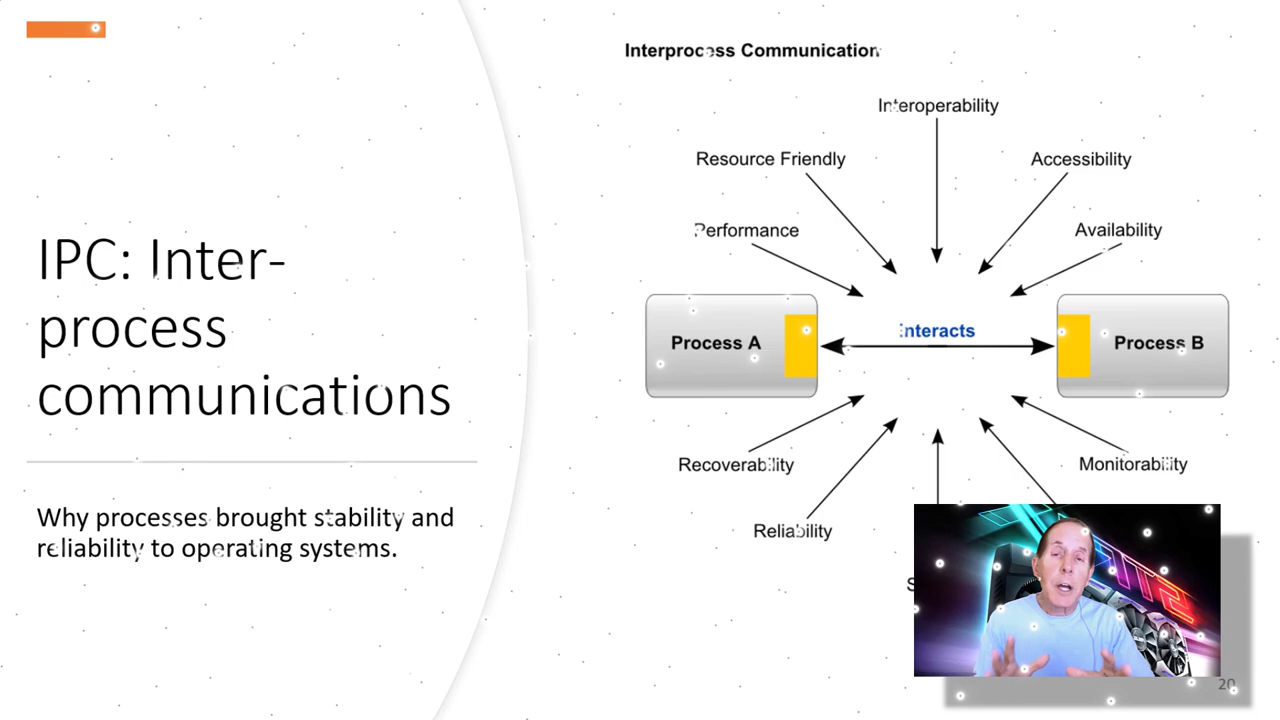 Interprocess Communication
Interoperability
Resource Friendly
Accessibility
Performance
Availability
IPC: Inter-
process
communications
Interacts
Process A
Process B
Recoverability
Monitorability
Why processes brought stability and
reliability to operating systems.
Reliability
20